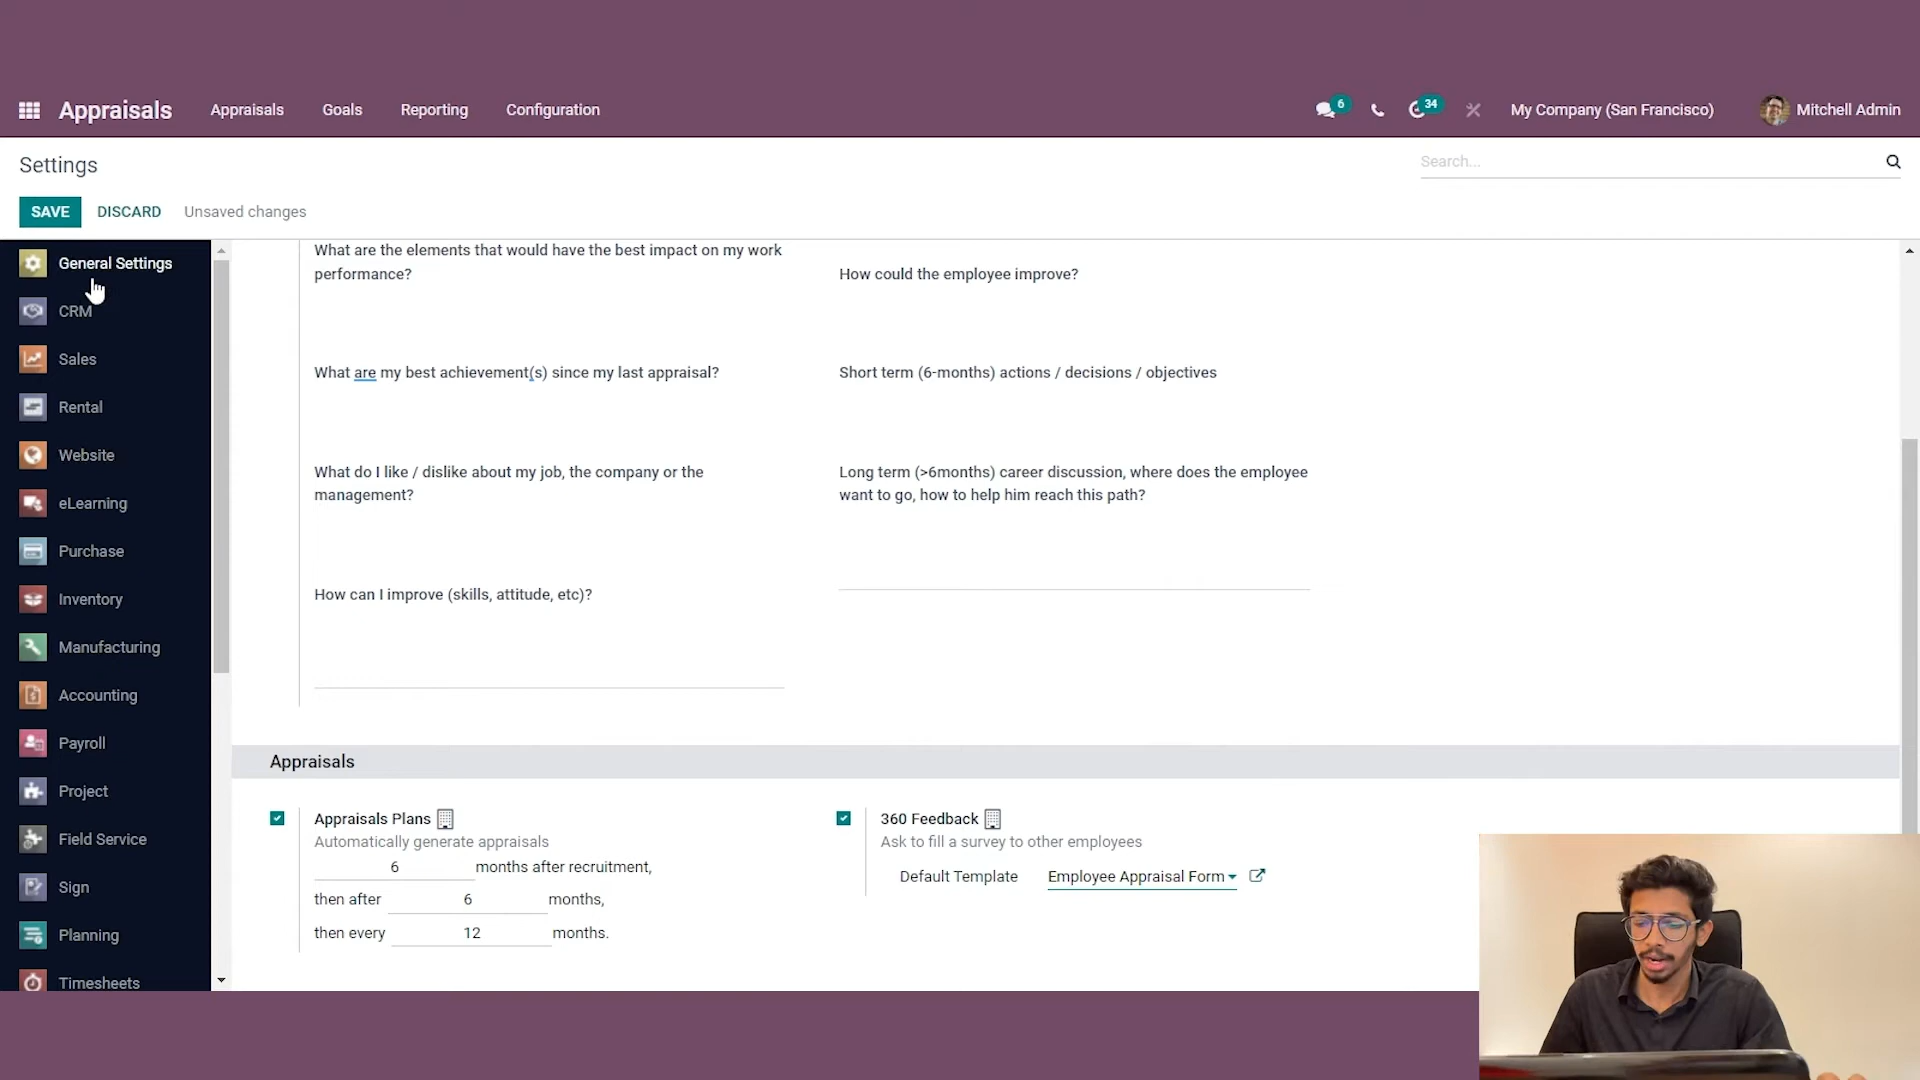 Appraisals
Appraisals
Goals
Reporting
Configuration
6
34
My Company (San Francisco)
Mitchell Admin
Settings
Search...
SAVE
DISCARD
Unsaved changes
General Settings
CRM
Sales
Rental
Website
eLearning
Purchase
Inventory
Manufacturing
Accounting
Payroll
Project
Field Service
Sign
Planning
Timesheets
What are the elements that would have the best impact on my work
performance?
What are my best achievement(s) since my last appraisal?
What do I like / dislike about my job, the company or the
management?
How can I improve (skills, attitude, etc)?
How could the employee improve?
Short term (6-months) actions / decisions / objectives
Long term (>6months) career discussion, where does the employee
want to go, how to help him reach this path?
Appraisals
Appraisals Plans
Automatically generate appraisals
6 months after recruitment,
then after 6 months,
then every 12 months.
360 Feedback
Ask to fill a survey to other employees
Default Template Employee Appraisal Form